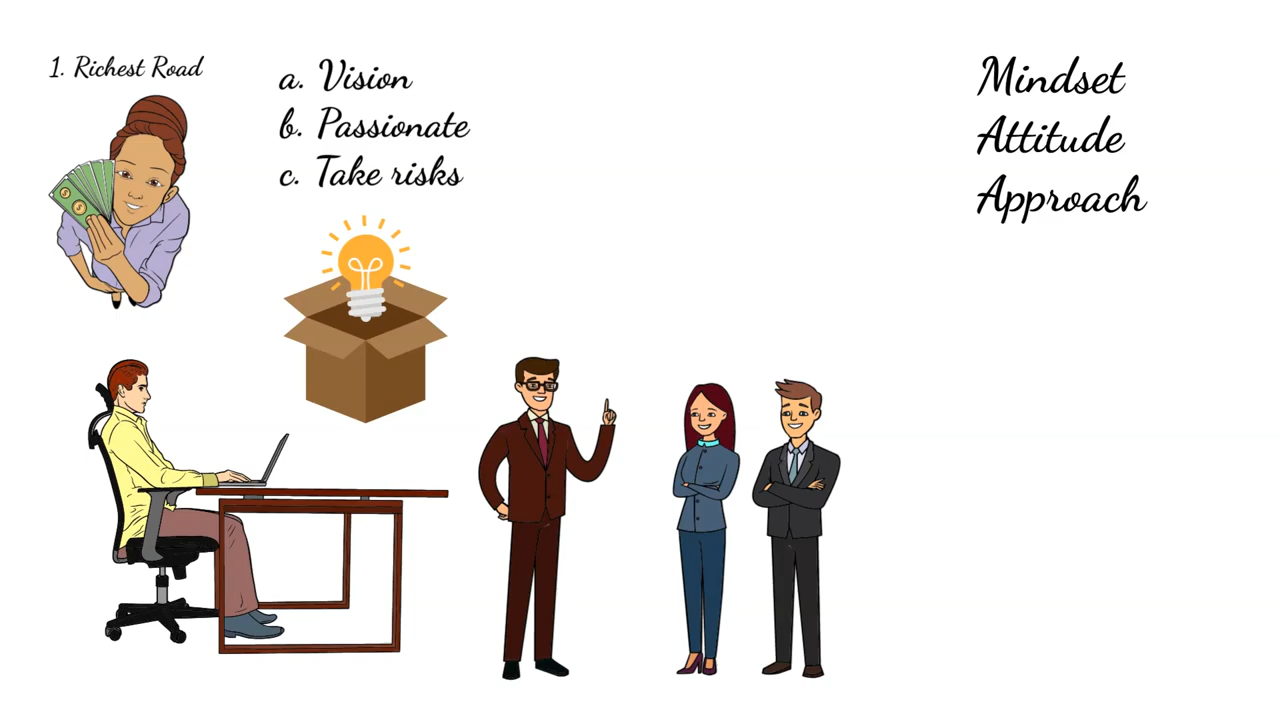 1. Richest Road
a. Vision
b. Passionate
c. Take risks
Mindset
Attitude
Approach